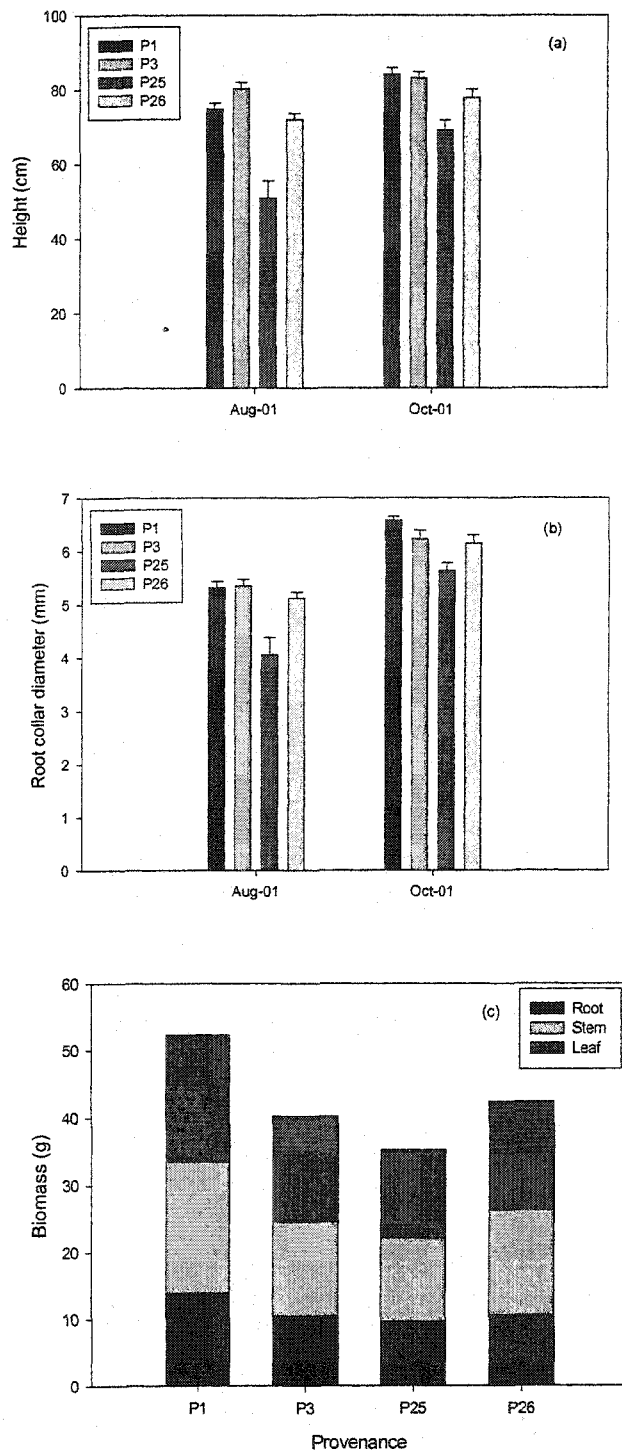 100
80
60
40
20
0
Height (cm)
P1
P3
P25
P26
(a)
Aug-01 Oct-01
7
6
5
4
3
2
1
0
Root collar diameter (mm)
P1
P3
P25
P26
(b)
Aug-01 Oct-01
60
50
40
30
20
10
0
Biomass (g)
(c)
Root
Stem
Leaf
P1 P3 P25 P26
Provenance